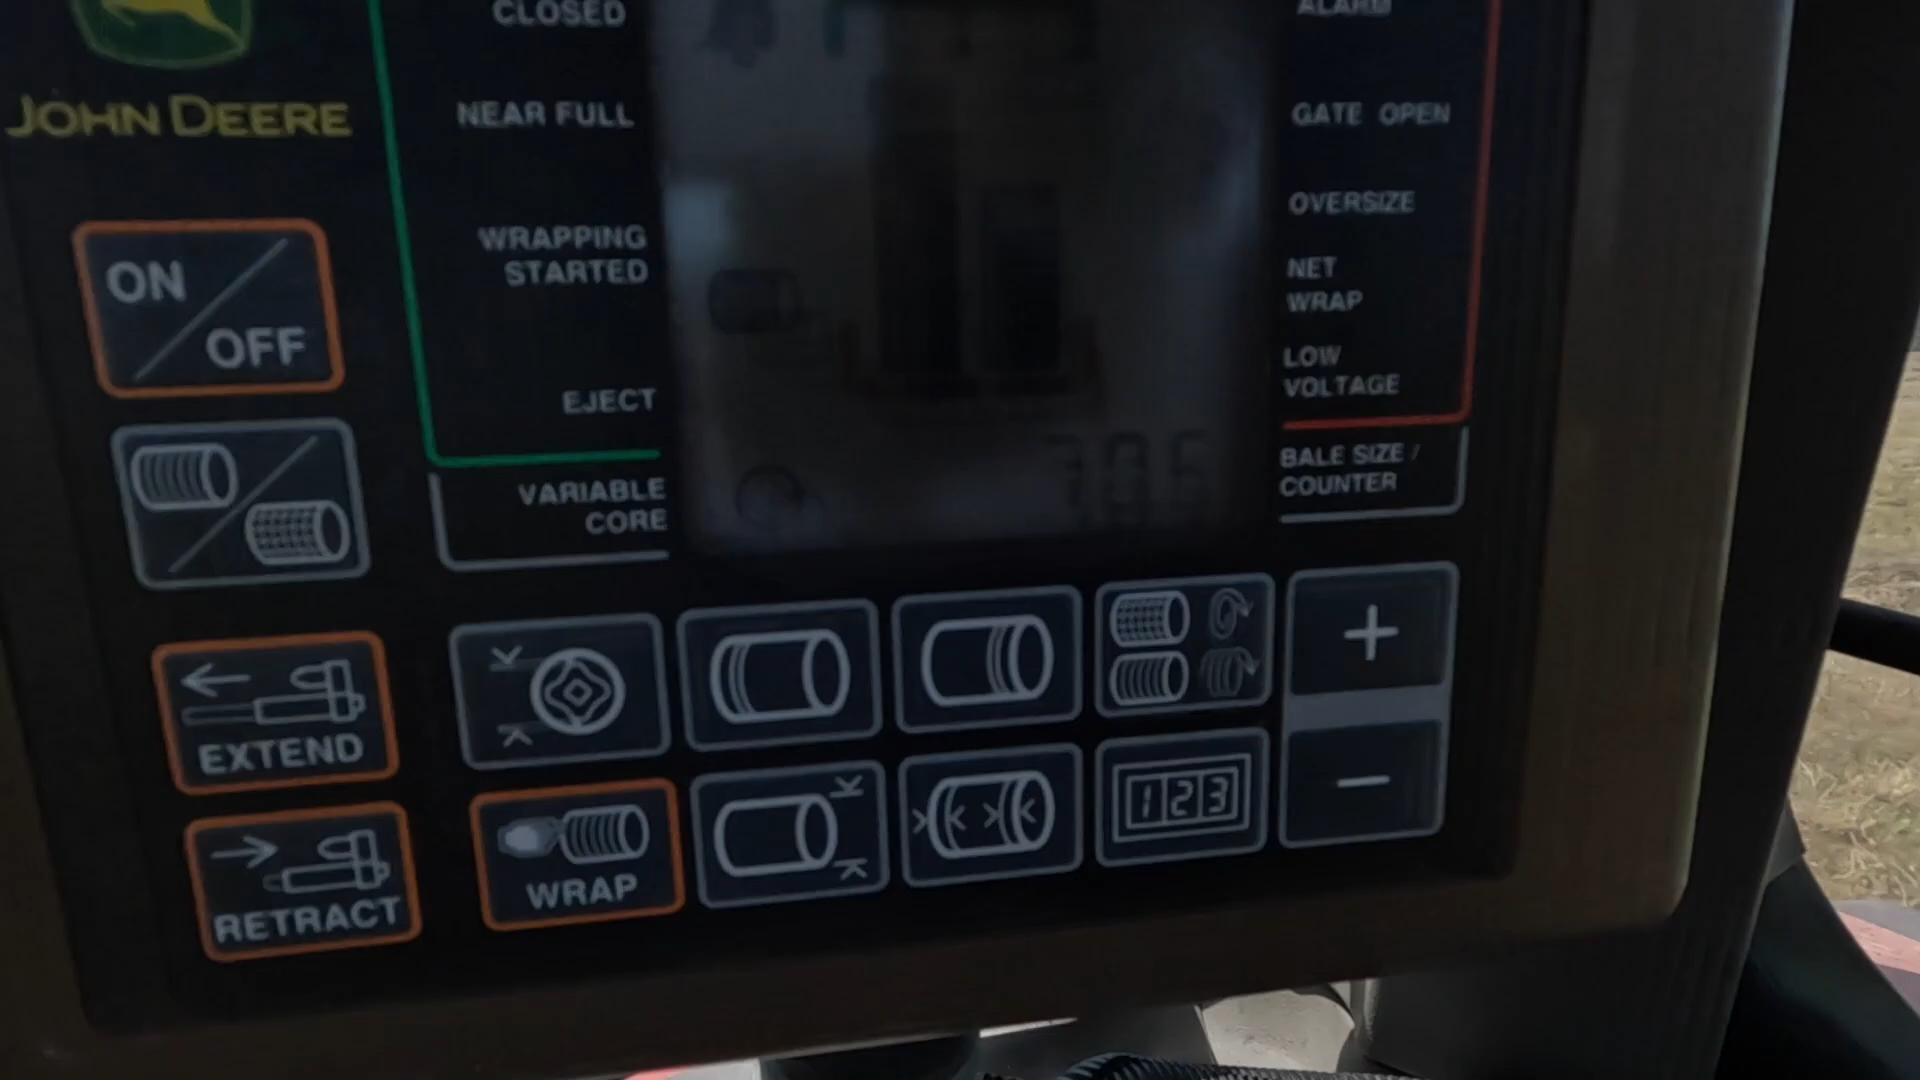 JOHN DEERE
CLOSED
NEAR FULL
WRAPPING
STARTED
EJECT
VARIABLE
CORE
ALARM
GATE OPEN
OVERSIZE
NET
WRAP
LOW
VOLTAGE
BALE SIZE /
COUNTER
ON
OFF
EXTEND
RETRACT
WRAP
123
+
−